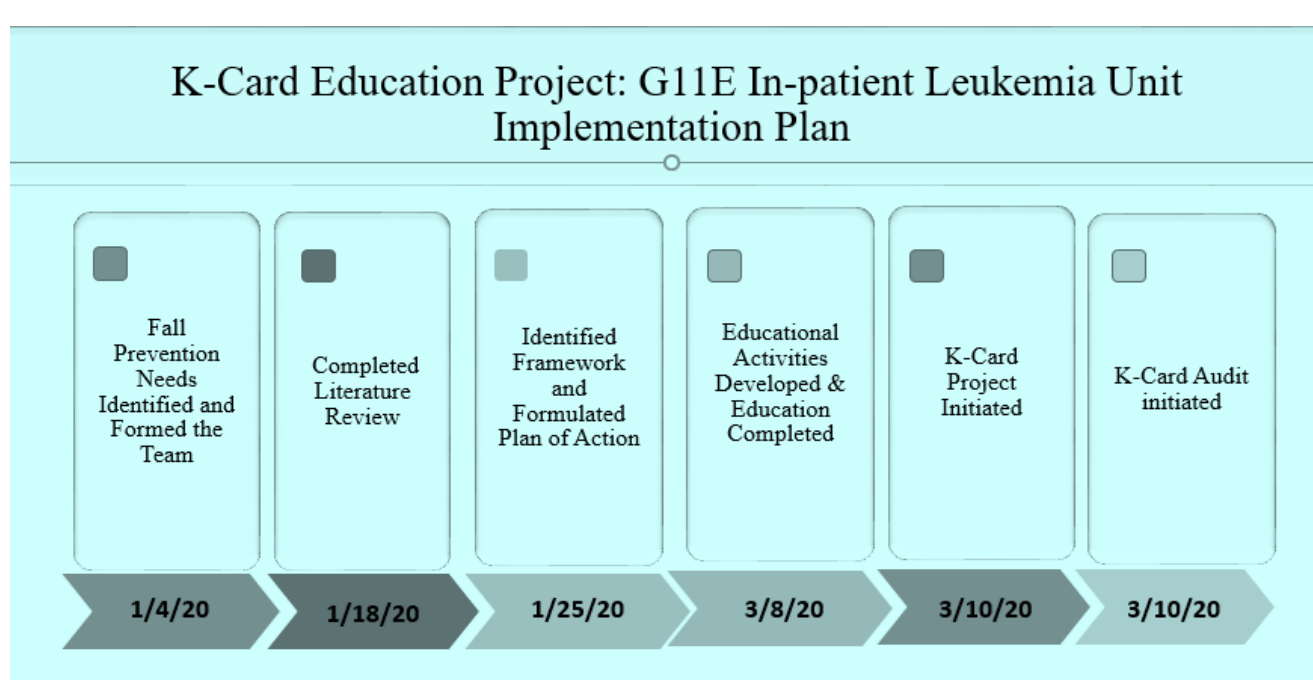 K-Card Education Project: G11E In-patient Leukemia Unit
Implementation Plan
Fall
Prevention
Needs
Identified and
Formed the
Team
Completed
Literature
Review
Identified
Framework
and
Formulated
Plan of Action
Educational
Activities
Developed &
Education
Completed
K-Card
Project
Initiated
K-Card Audit
initiated
1/4/20
1/18/20
1/25/20
3/8/20
3/10/20
3/10/20